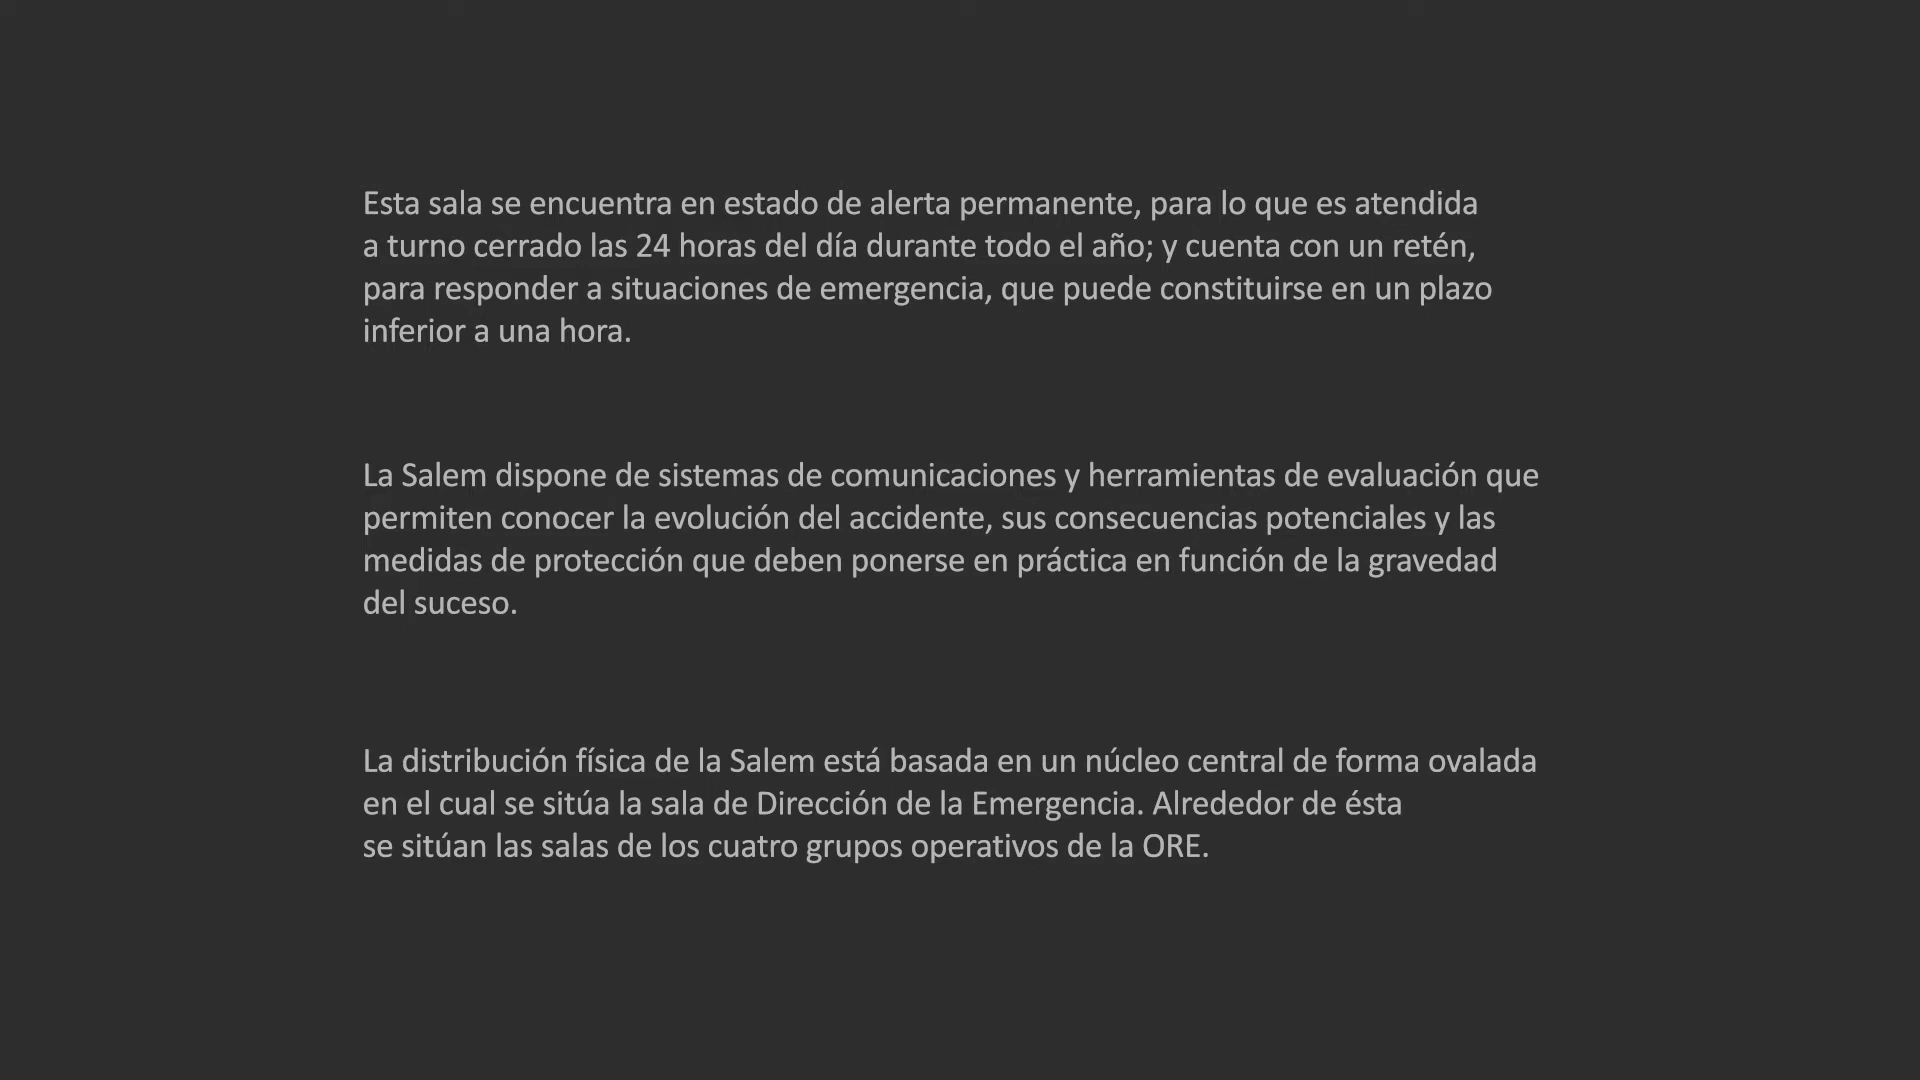 Esta sala se encuentra en estado de alerta permanente, para lo que es atendida
a turno cerrado las 24 horas del día durante todo el año; y cuenta con un retén,
para responder a situaciones de emergencia, que puede constituirse en un plazo
inferior a una hora.
La Salem dispone de sistemas de comunicaciones y herramientas de evaluación que
permiten conocer la evolución del accidente, sus consecuencias potenciales y las
medidas de protección que deben ponerse en práctica en función de la gravedad
del suceso.
La distribución física de la Salem está basada en un núcleo central de forma ovalada
en el cual se sitúa la sala de Dirección de la Emergencia. Alrededor de ésta
se sitúan las salas de los cuatro grupos operativos de la ORE.